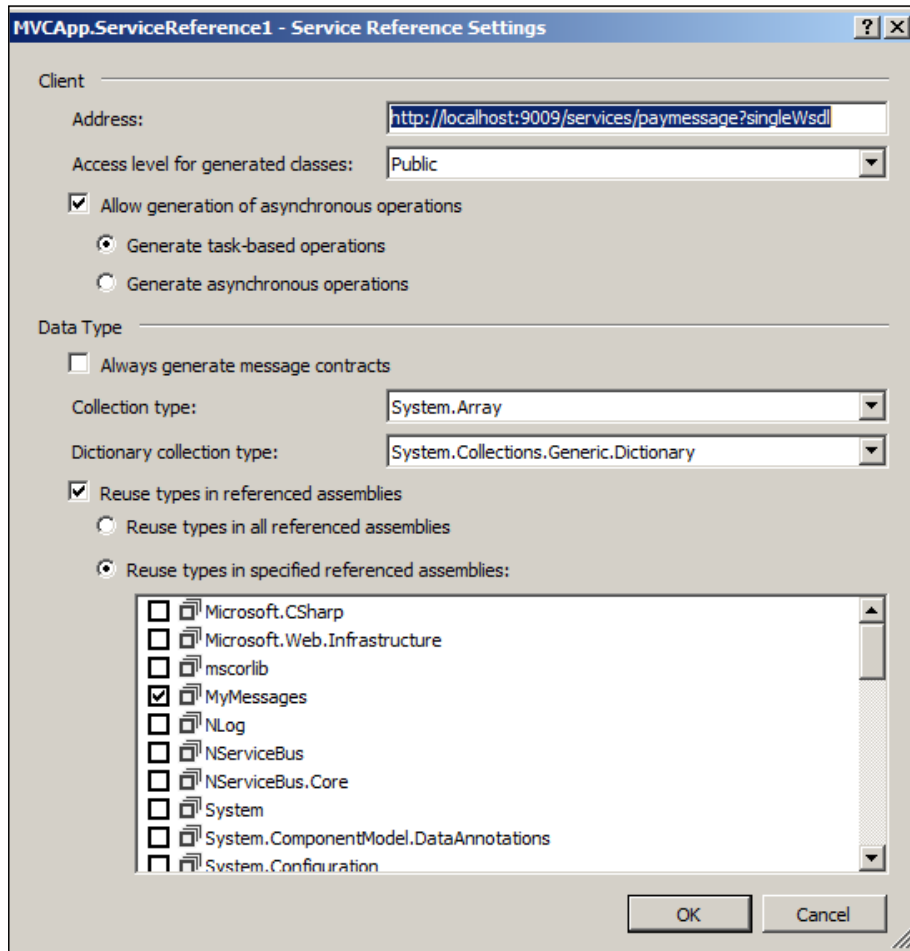 MVCApp.ServiceReference1 - Service Reference Settings
Client
Address: http://localhost:9009/services/paymessage?singleWsdl
Access level for generated classes: Public
Allow generation of asynchronous operations
Generate task-based operations
Generate asynchronous operations
Data Type
Always generate message contracts
Collection type: System.Array
Dictionary collection type: System.Collections.Generic.Dictionary
Reuse types in referenced assemblies
Reuse types in all referenced assemblies
Reuse types in specified referenced assemblies:
Microsoft.CSharp
Microsoft.Web.Infrastructure
mscorlib
MyMessages
NLog
NServiceBus
NServiceBus.Core
System
System.ComponentModel.DataAnnotations
System.Configuration
OK Cancel